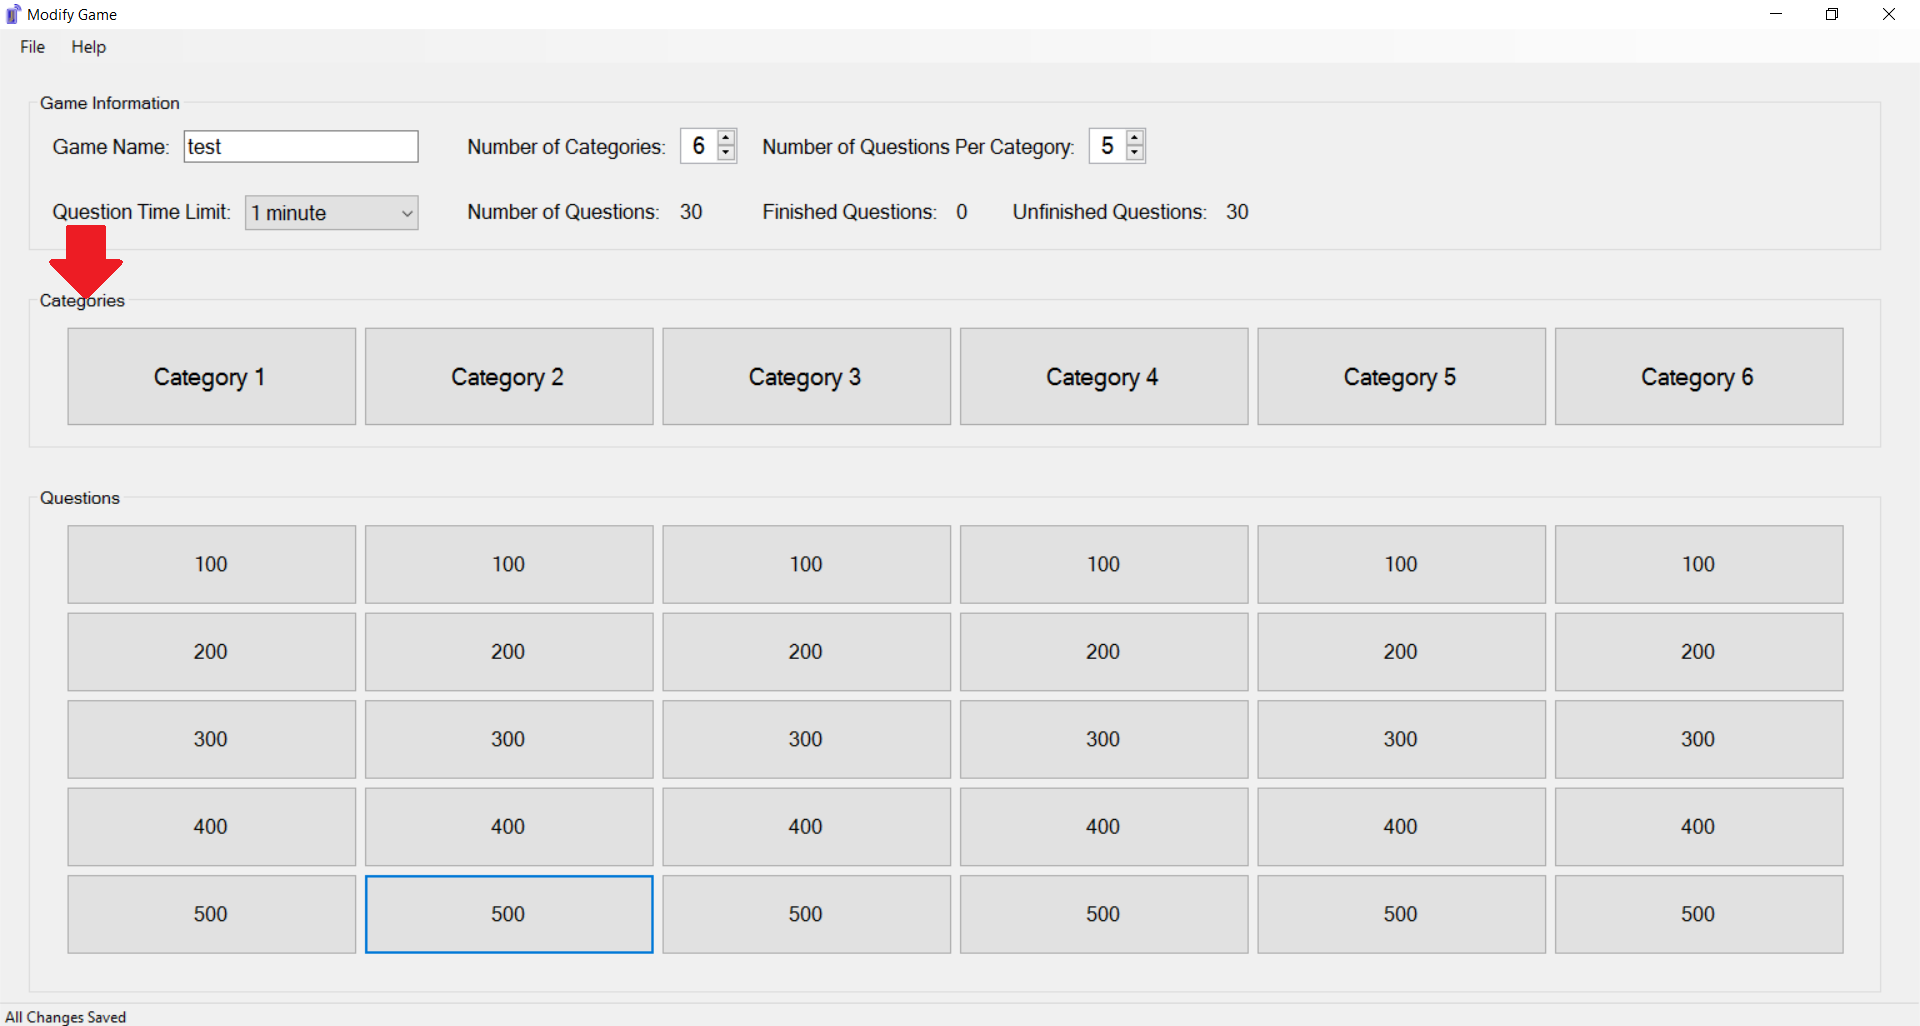 Modify Game
File Help
Game Information
Game Name: test Number of Categories: 6 Number of Questions Per Category: 5
Question Time Limit: 1 minute Number of Questions: 30 Finished Questions: 0 Unfinished Questions: 30
Categories
Category 1 Category 2 Category 3 Category 4 Category 5 Category 6
Questions
100 100 100 100 100 100
200 200 200 200 200 200
300 300 300 300 300 300
400 400 400 400 400 400
500 500 500 500 500 500
All Changes Saved